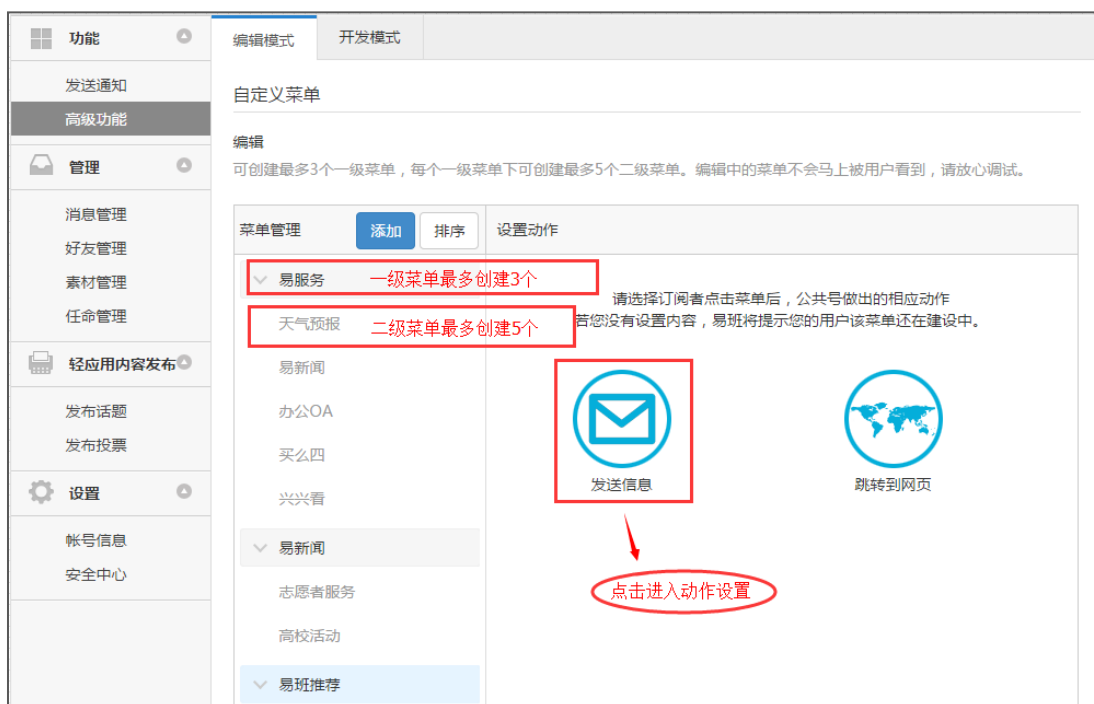 功能
发送通知
高级功能
管理
消息管理
好友管理
素材管理
任命管理
轻应用内容发布
发布话题
发布投票
设置
帐号信息
安全中心
编辑模式 开发模式
自定义菜单
编辑
可创建最多3个一级菜单，每个一级菜单下可创建最多5个二级菜单。编辑中的菜单不会马上被用户看到，请放心调试。
菜单管理 添加 排序 设置动作
易服务 一级菜单最多创建3个
天气预报 二级菜单最多创建5个
易新闻
办公OA
买么四
兴兴看
易新闻
志愿者服务
高校活动
易班推荐
请选择订阅者点击菜单后，公共号做出的相应动作
若您没有设置内容，易班将提示您的用户该菜单还在建设中。
发送信息 跳转到网页
点击进入动作设置